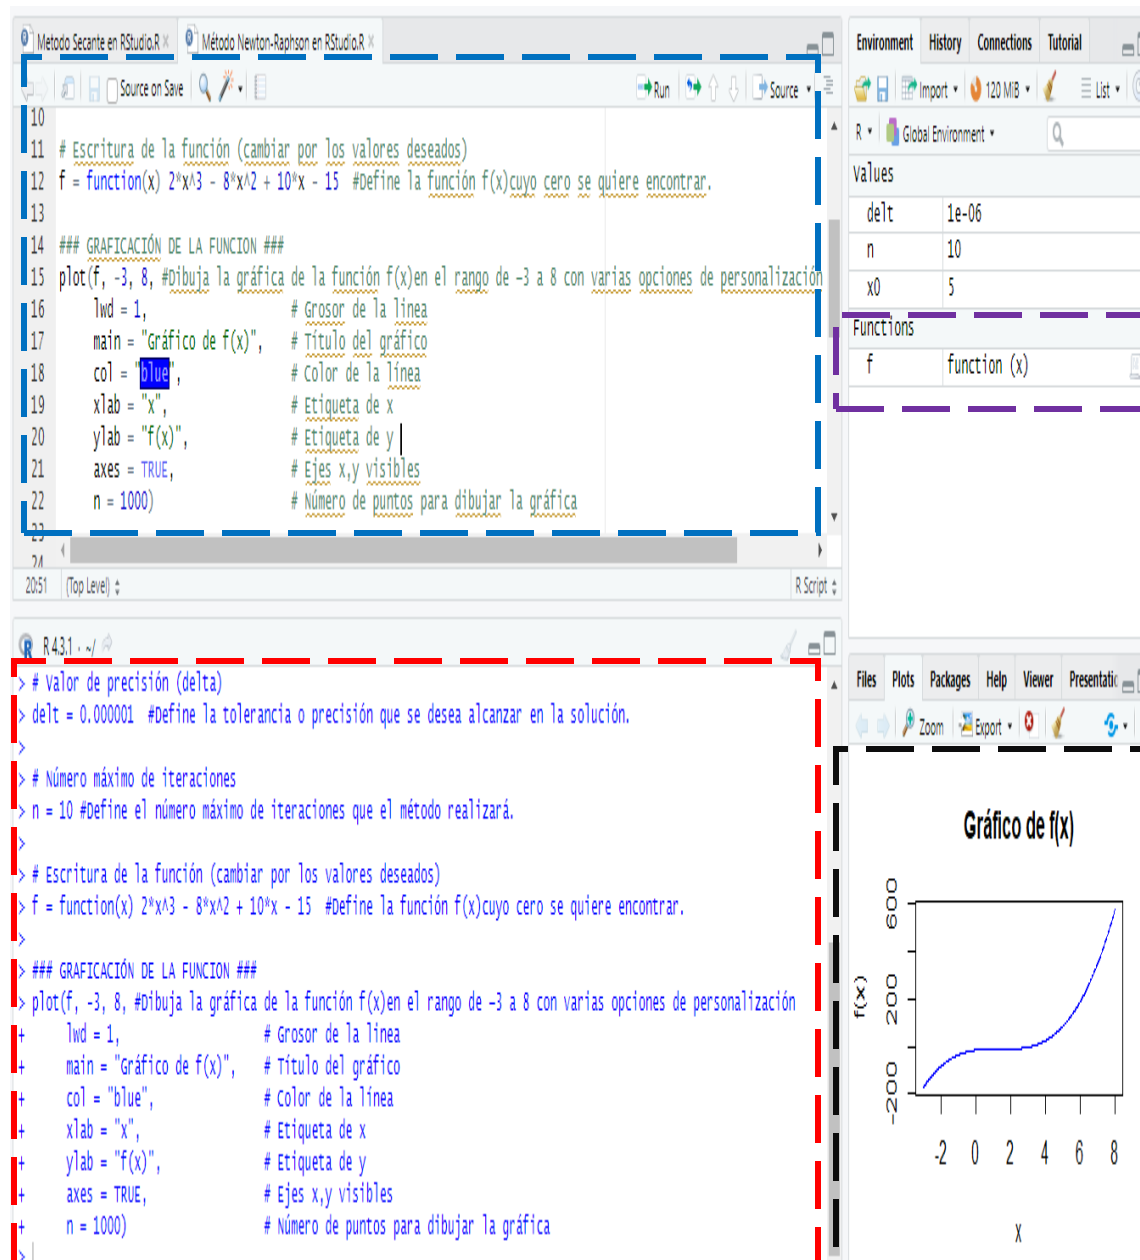 Metodo Secante en RStudio.R
Método Newton-Raphson en RStudio.R
Source on Save
Run
Source
10
11 # Escritura de la función (cambiar por los valores deseados)
12 f = function(x) 2*x^3 - 8*x^2 + 10*x - 15 #Define la función f(x)cuyo cero se quiere encontrar.
13
14 ### GRAFICACIÓN DE LA FUNCION ###
15 plot(f, -3, 8, #Dibuja la gráfica de la función f(x)en el rango de –3 a 8 con varias opciones de personalización
16 lwd = 1, # Grosor de la linea
17 main = "Gráfico de f(x)", # Título del gráfico
18 col = "blue", # Color de la línea
19 xlab = "x", # Etiqueta de x
20 ylab = "f(x)", # Etiqueta de y
21 axes = TRUE, # Ejes x,y visibles
22 n = 1000) # Número de puntos para dibujar la gráfica
23
24
20:51 (Top Level) R Script
R 4.3.1 · ~/
> # Valor de precisión (delta)
> delt = 0.000001 #Define la tolerancia o precisión que se desea alcanzar en la solución.
>
> # Número máximo de iteraciones
> n = 10 #Define el número máximo de iteraciones que el método realizará.
>
> # Escritura de la función (cambiar por los valores deseados)
> f = function(x) 2*x^3 - 8*x^2 + 10*x - 15 #Define la función f(x)cuyo cero se quiere encontrar.
>
> ### GRAFICACIÓN DE LA FUNCION ###
> plot(f, -3, 8, #Dibuja la gráfica de la función f(x)en el rango de –3 a 8 con varias opciones de personalización
+ lwd = 1, # Grosor de la linea
+ main = "Gráfico de f(x)", # Título del gráfico
+ col = "blue", # Color de la línea
+ xlab = "x", # Etiqueta de x
+ ylab = "f(x)", # Etiqueta de y
+ axes = TRUE, # Ejes x,y visibles
+ n = 1000) # Número de puntos para dibujar la gráfica
>
Environment History Connections Tutorial
Import 120 MiB List
R Global Environment
Values
delt 1e-06
n 10
x0 5
Functions
f function (x)
Files Plots Packages Help Viewer Presentatic
Zoom Export
Gráfico de f(x)
f(x)
600
200
-200
-2 0 2 4 6 8
x